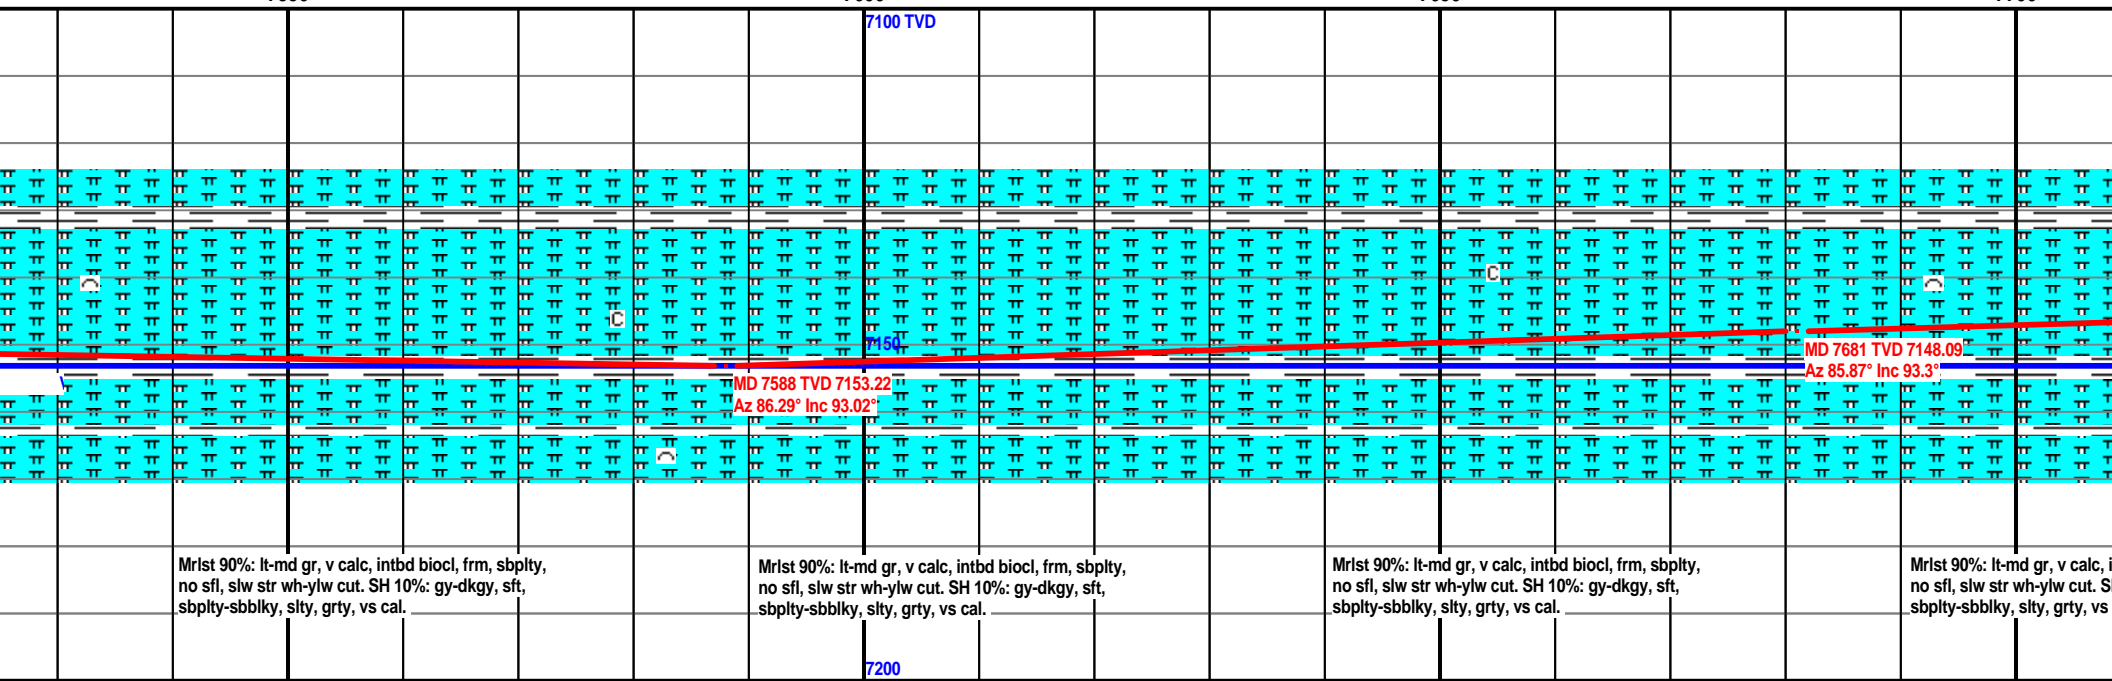 7100 TVD
C
C
7150
MD 7681 TVD 7148.09
Az 85.87° Inc 93.3°
MD 7588 TVD 7153.22
Az 86.29° Inc 93.02°
Mrlst 90%: lt-md gr, v calc, intbd biocl, frm, sbplty,
no sfl, slw str wh-ylw cut. SH 10%: gy-dkgy, sft,
sbplty-sbblky, slty, grty, vs cal.
Mrlst 90%: lt-md gr, v calc, intbd biocl, frm, sbplty,
no sfl, slw str wh-ylw cut. SH 10%: gy-dkgy, sft,
sbplty-sbblky, slty, grty, vs cal.
Mrlst 90%: lt-md gr, v calc, intbd biocl, frm, sbplty,
no sfl, slw str wh-ylw cut. SH 10%: gy-dkgy, sft,
sbplty-sbblky, slty, grty, vs cal.
Mrlst 90%: lt-md gr, v calc, i
no sfl, slw str wh-ylw cut. S
sbplty-sbblky, slty, grty, vs
7200